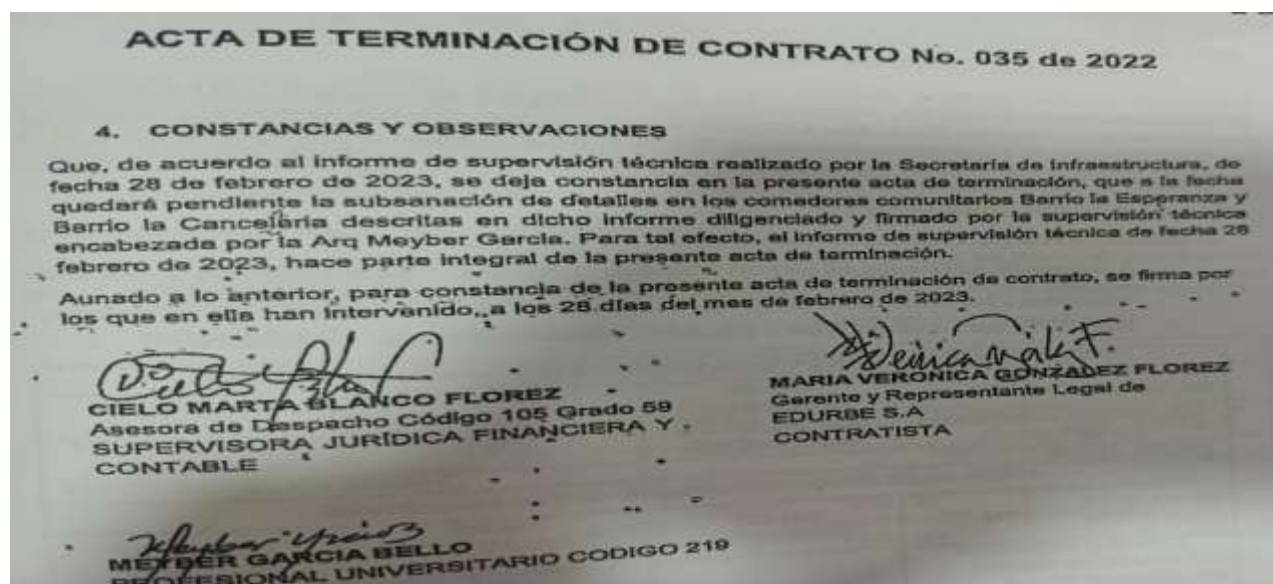 ACTA DE TERMINACIÓN DE CONTRATO No. 035 de 2022
4. CONSTANCIAS Y OBSERVACIONES
Que, de acuerdo al informe de supervisión técnica realizado por la Secretaría de Infraestructura, de
fecha 28 de febrero de 2023, se deja constancia en la presente acta de terminación, que a la fecha
quedará pendiente la subsanación de detalles en los comedores comunitarios Barrio la Esperanza y
Barrio la Cancelaria descritas en dicho informe diligenciado y firmado por la supervisión técnica
encabezada por la Arq Meyber Garcia. Para tal efecto, el informe de supervisión técnica de fecha 28
febrero de 2023, hace parte integral de la presente acta de terminación.
Aunado a lo anterior, para constancia de la presente acta de terminación de contrato, se firma por
los que en ella han intervenido, a los 28 días del mes de febrero de 2023.
CIELO MARTA BLANCO FLOREZ
Asesora de Despacho Código 105 Grado 59
SUPERVISORA JURÍDICA FINANCIERA Y
CONTABLE
MARIA VERONICA GONZALEZ FLOREZ
Gerente y Representante Legal de
EDURBE S.A
CONTRATISTA
MEYBER GARCIA BELLO
PROFESIONAL UNIVERSITARIO CODIGO 219